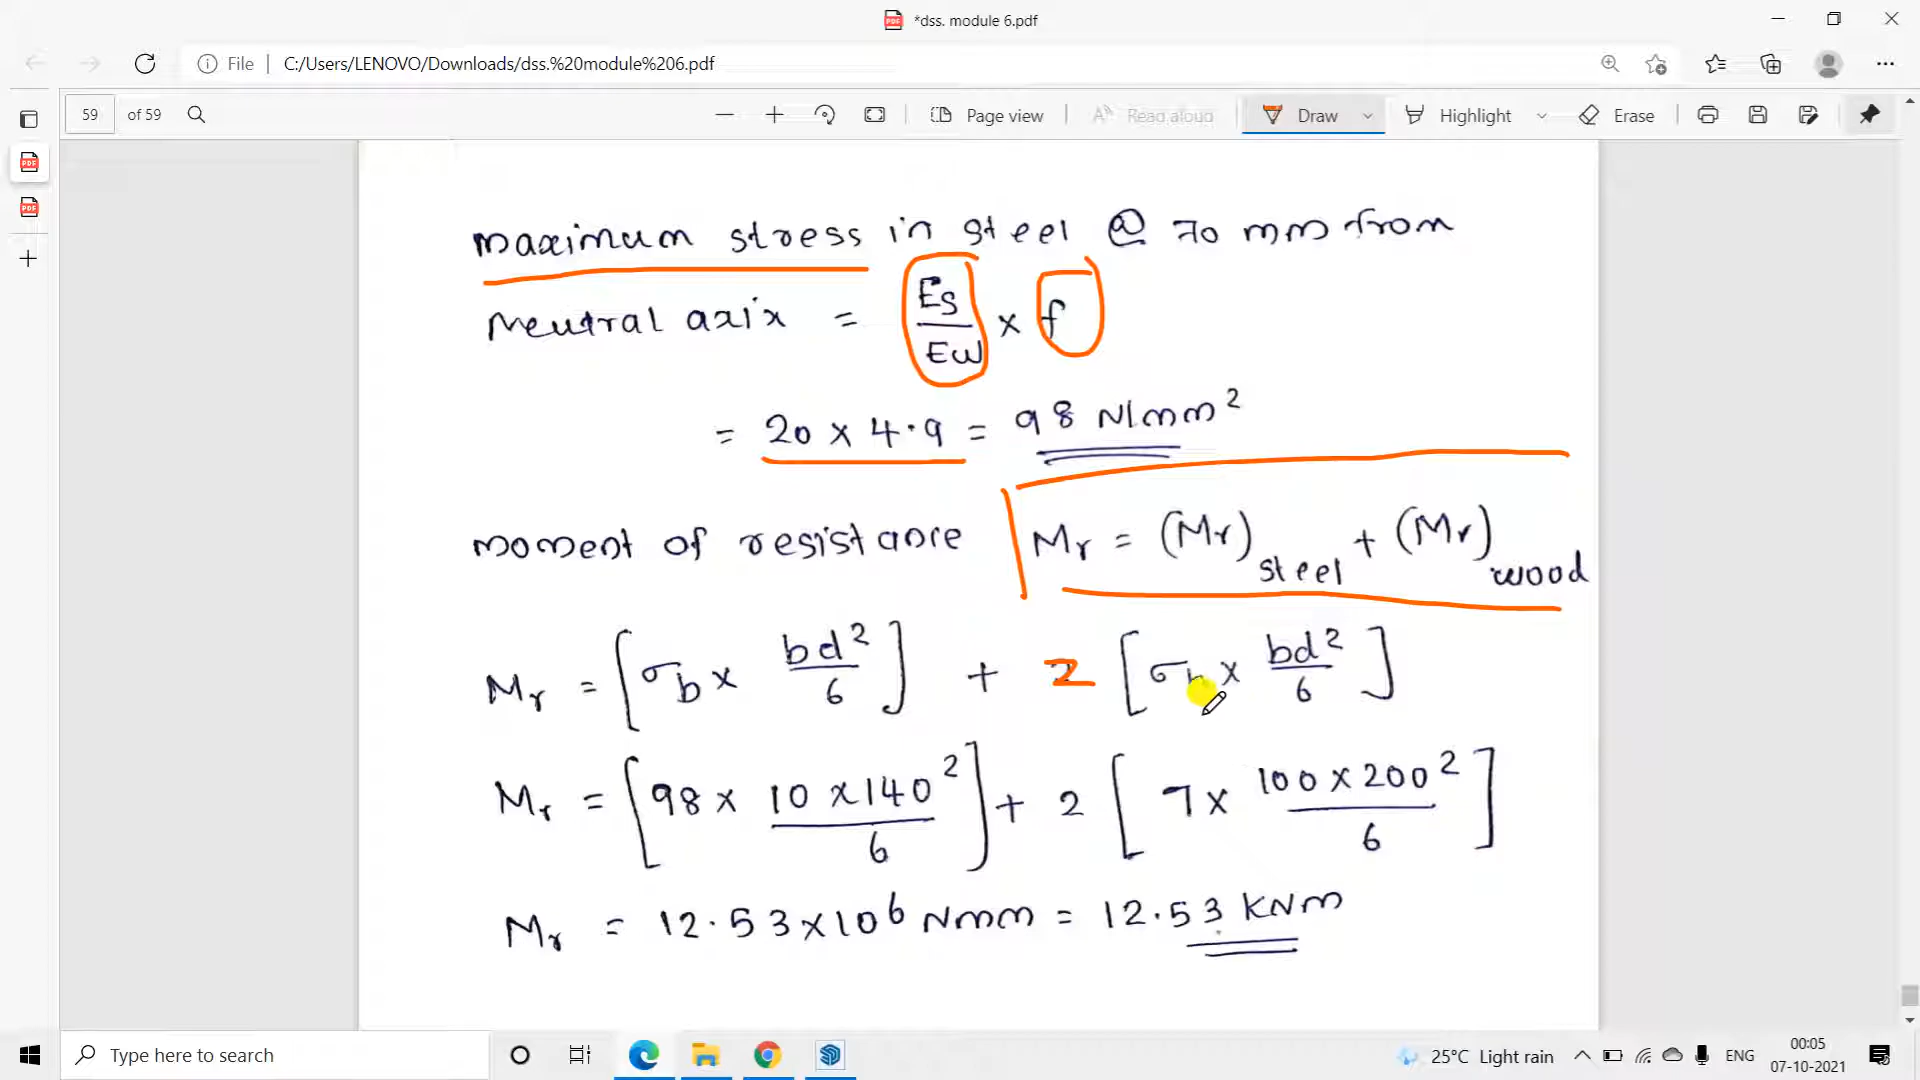 *dss. module 6.pdf
File | C:/Users/LENOVO/Downloads/dss.%20module%206.pdf
59 of 59 Page view Read aloud Draw Highlight Erase
maximum stress in steel @ 70 mm from
Neutral axix = Es/Ew × f
= 20 × 4.9 = 98 N/mm²
moment of resistance Mr = (Mr)steel + (Mr)wood
Mr = [σb × bd²/6] + 2 [σb × bd²/6]
Mr = [98 × 10 × 140²/6] + 2 [7 × 100 × 200²/6]
Mr = 12.53 × 10⁶ Nmm = 12.53 KNm
Type here to search
25°C Light rain ENG 00:05
07-10-2021